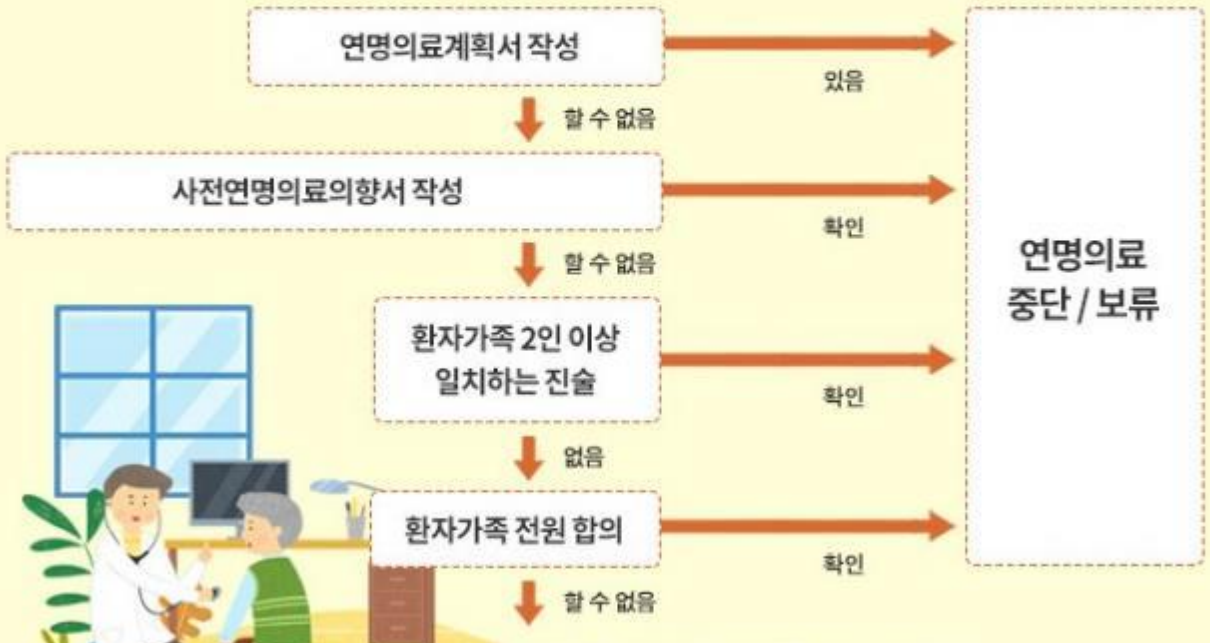 연명의료계획서 작성
있음
할 수 없음
사전연명의료의향서 작성
확인
할 수 없음
연명의료
중단 / 보류
환자가족 2인 이상
일치하는 진술
확인
없음
환자가족 전원 합의
확인
할 수 없음